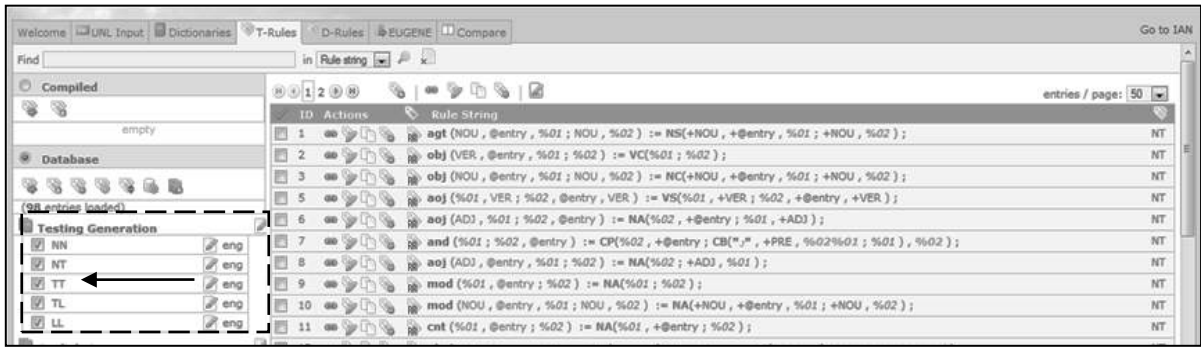 Welcome UNL Input Dictionaries T-Rules D-Rules EUGENE Compare Go to IAN
Find in Rule string
Compiled
empty
Database
(98 entries loaded)
Testing Generation
NN eng
NT eng
TT eng
TL eng
LL eng
1 2 entries / page: 50
ID Actions Rule String
1 agt (NOU , @entry , %01 ; NOU , %02 ) := NS(+NOU , +@entry , %01 ; +NOU , %02 ) ; NT
2 obj (VER , @entry , %01 ; %02 ) := VC(%01 ; %02 ) ; NT
3 obj (NOU , @entry , %01 ; NOU , %02 ) := NC(+NOU , +@entry , %01 ; +NOU , %02 ) ; NT
5 aoj (%01 , VER ; %02 , @entry , VER ) := VS(%01 , +VER ; %02 , +@entry , +VER ) ; NT
6 aoj (ADJ , %01 ; %02 , @entry ) := NA(%02 , +@entry ; %01 , +ADJ ) ; NT
7 and (%01 ; %02 , @entry ) := CP(%02 , +@entry ; CB(",", +PRE , %02%01 ; %01 ) , %02 ) ; NT
8 aoj (ADJ , @entry , %01 ; %02 ) := NA(%02 ; +ADJ , %01 ) ; NT
9 mod (%01 , @entry ; %02 ) := NA(%01 ; %02 ) ; NT
10 mod (NOU , @entry , %01 ; NOU , %02 ) := NA(+NOU , +@entry , %01 ; +NOU , %02 ) ; NT
11 cnt (%01 , @entry ; %02 ) := NA(%01 , +@entry ; %02 ) ; NT